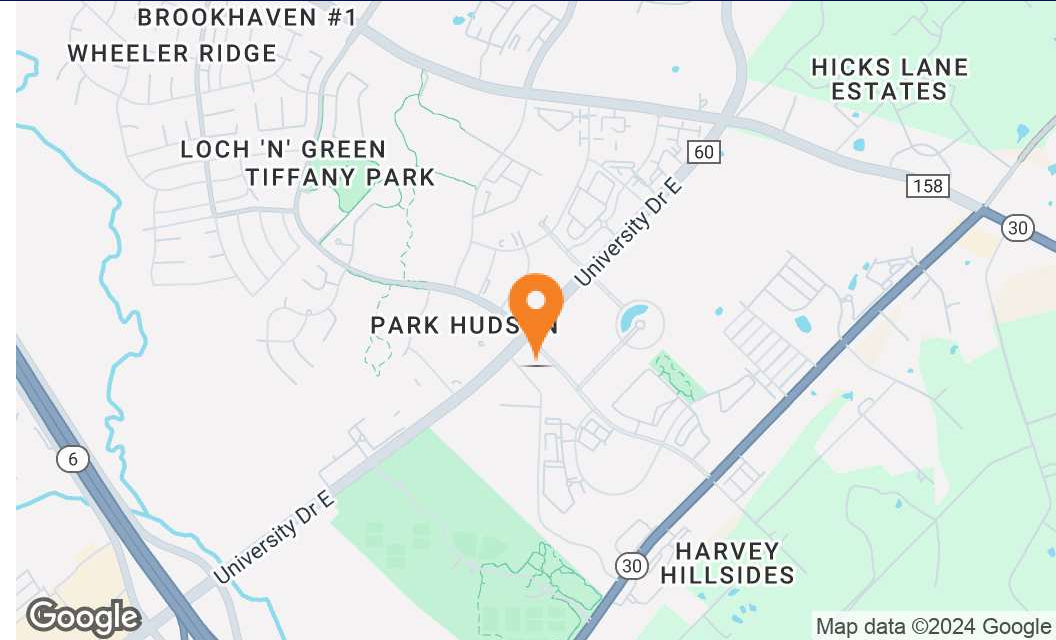 BROOKHAVEN #1
WHEELER RIDGE
HICKS LANE
ESTATES
LOCH 'N' GREEN
TIFFANY PARK
60
158
30
University Dr E
PARK HUDSON
6
University Dr E
30
HARVEY
HILLSIDES
Google
Map data ©2024 Google